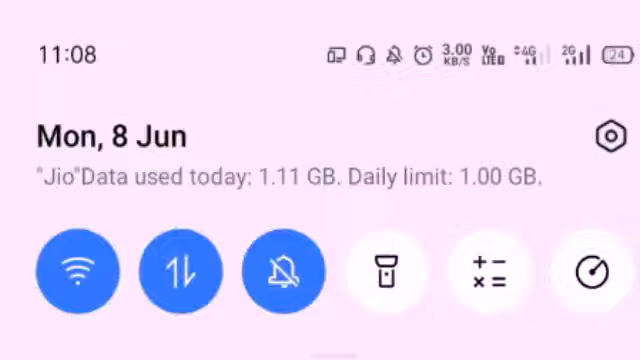 11:08 3.00 KB/S Vo LTE 4G 2G 24
Mon, 8 Jun
"Jio"Data used today: 1.11 GB. Daily limit: 1.00 GB.